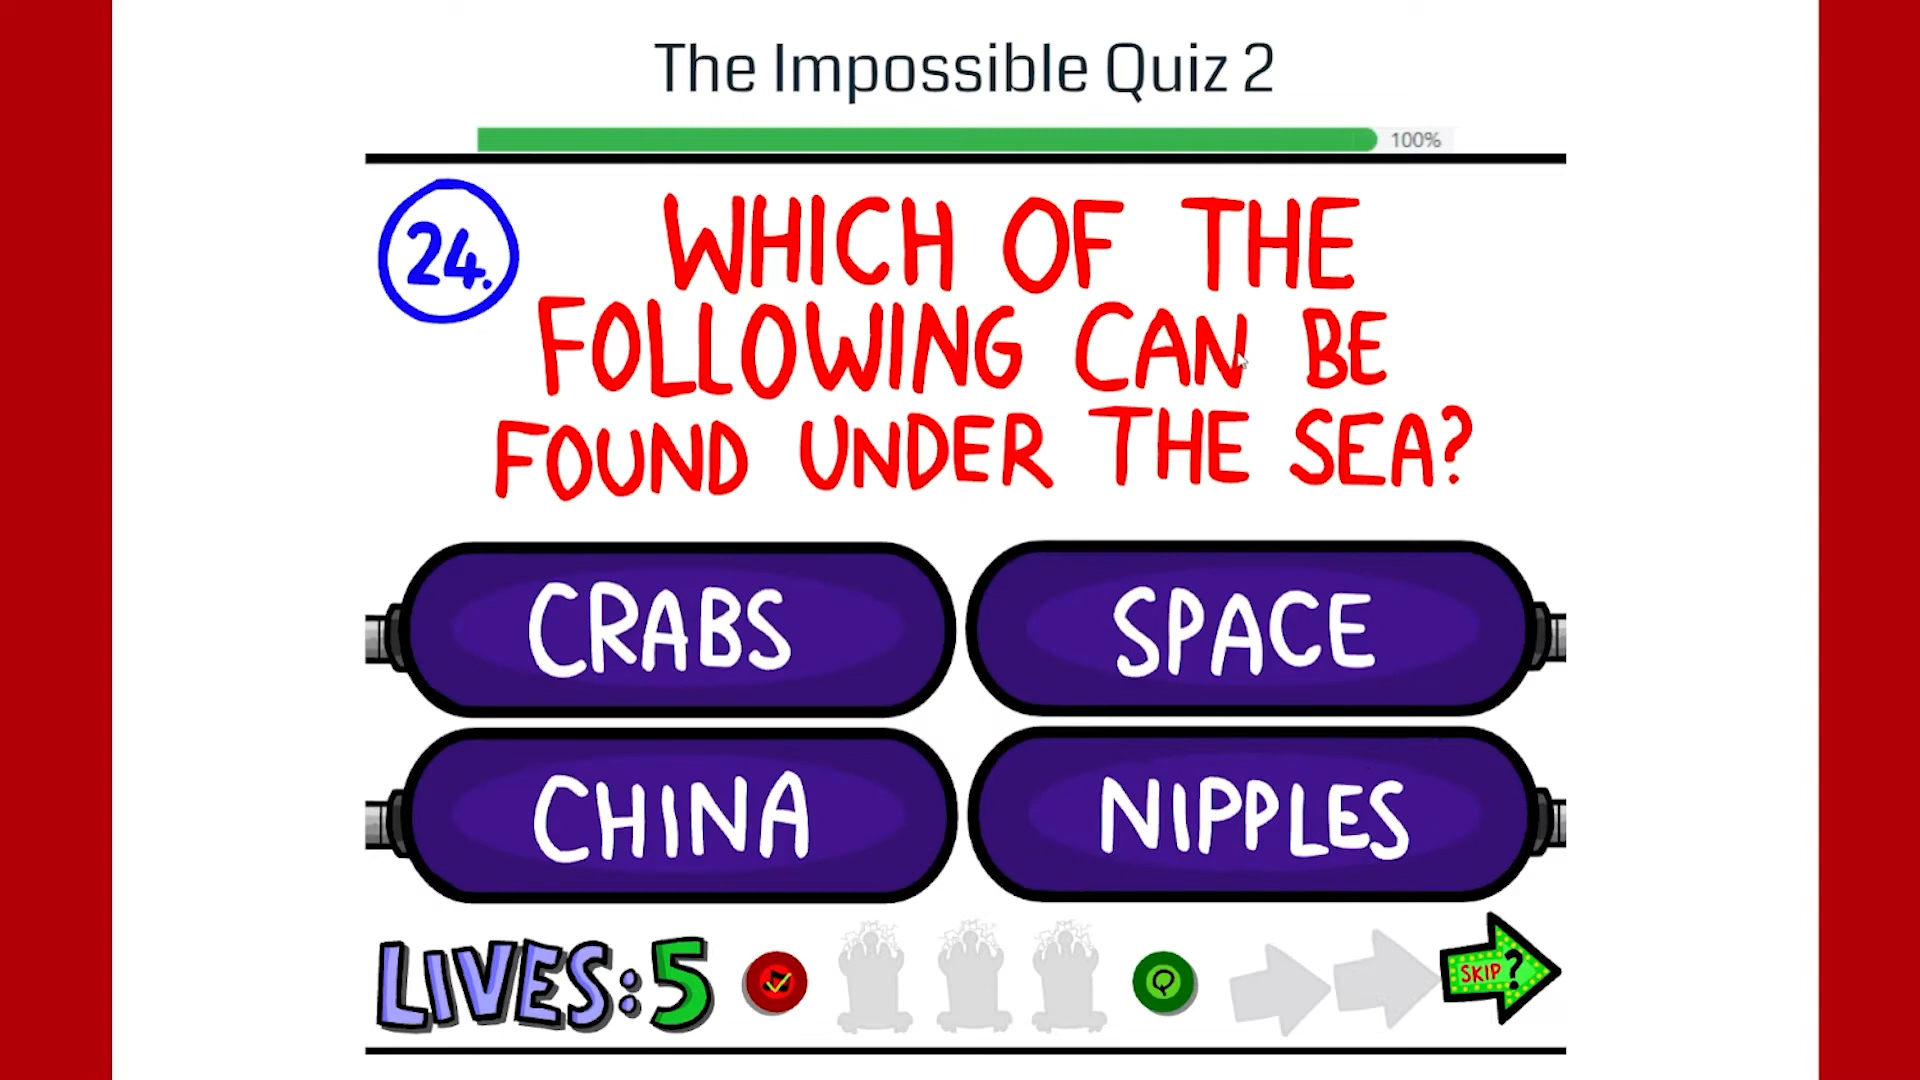 The Impossible Quiz 2
100%
24.
WHICH OF THE
FOLLOWING CAN BE
FOUND UNDER THE SEA?
CRABS
SPACE
CHINA
NIPPLES
LIVES: 5
Q
SKIP?